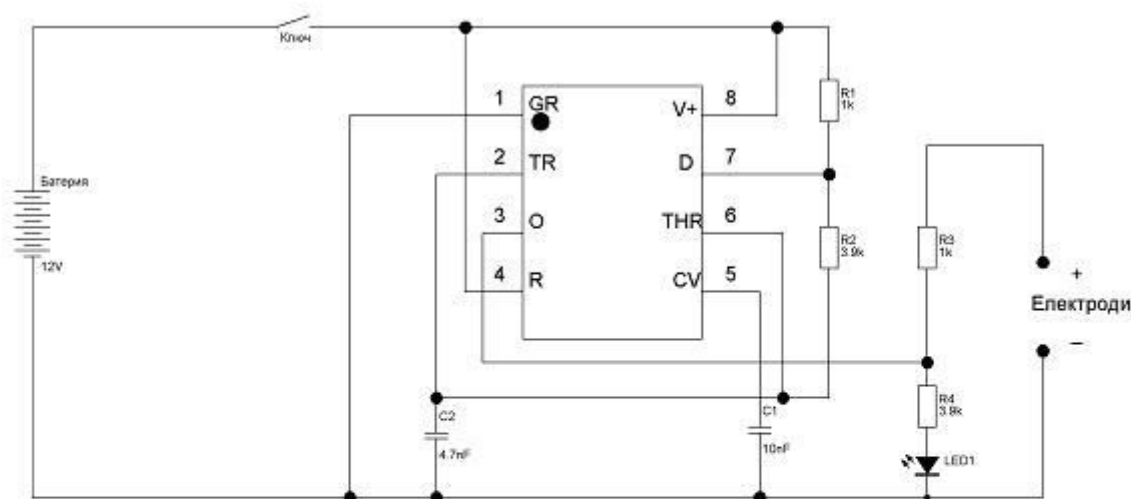 Ключ
Батерия
12V
1
GR
2
TR
3
O
4
R
V+
8
D
7
THR
6
CV
5
R1
1k
R2
3.9k
R3
1k
+
Електроди
–
R4
3.9k
LED1
C2
4.7nF
C1
10nF